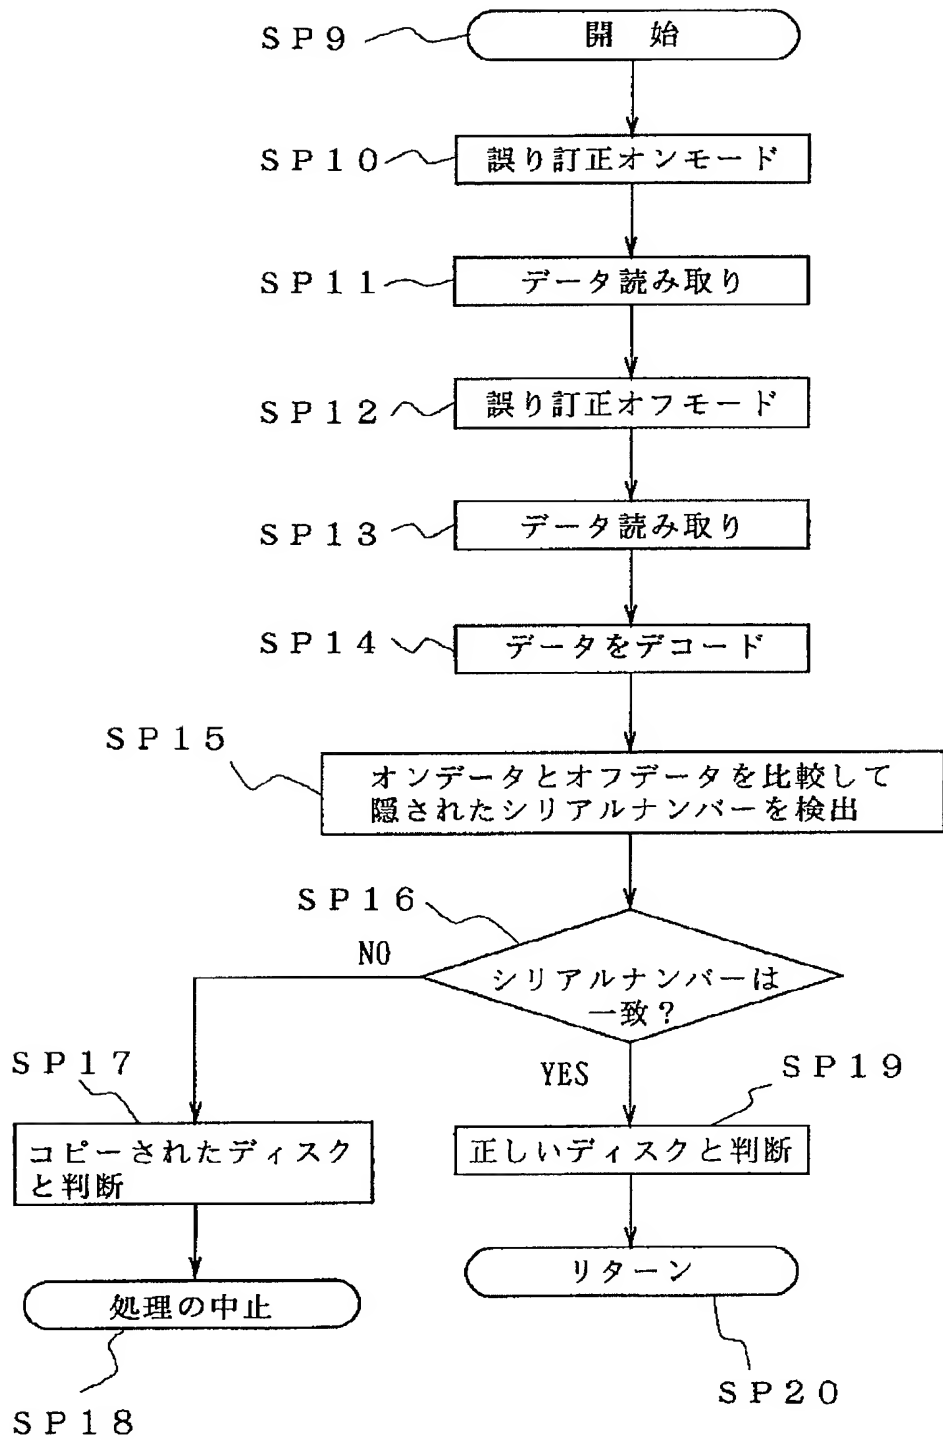 SP9
開 始
SP10
誤り訂正オンモード
SP11
データ読み取り
SP12
誤り訂正オフモード
SP13
データ読み取り
SP14
データをデコード
SP15
オンデータとオフデータを比較して
隠されたシリアルナンバーを検出
SP16
NO
シリアルナンバーは
一致?
YES
SP17
コピーされたディスク
と判断
SP19
正しいディスクと判断
処理の中止
リターン
SP18
SP20